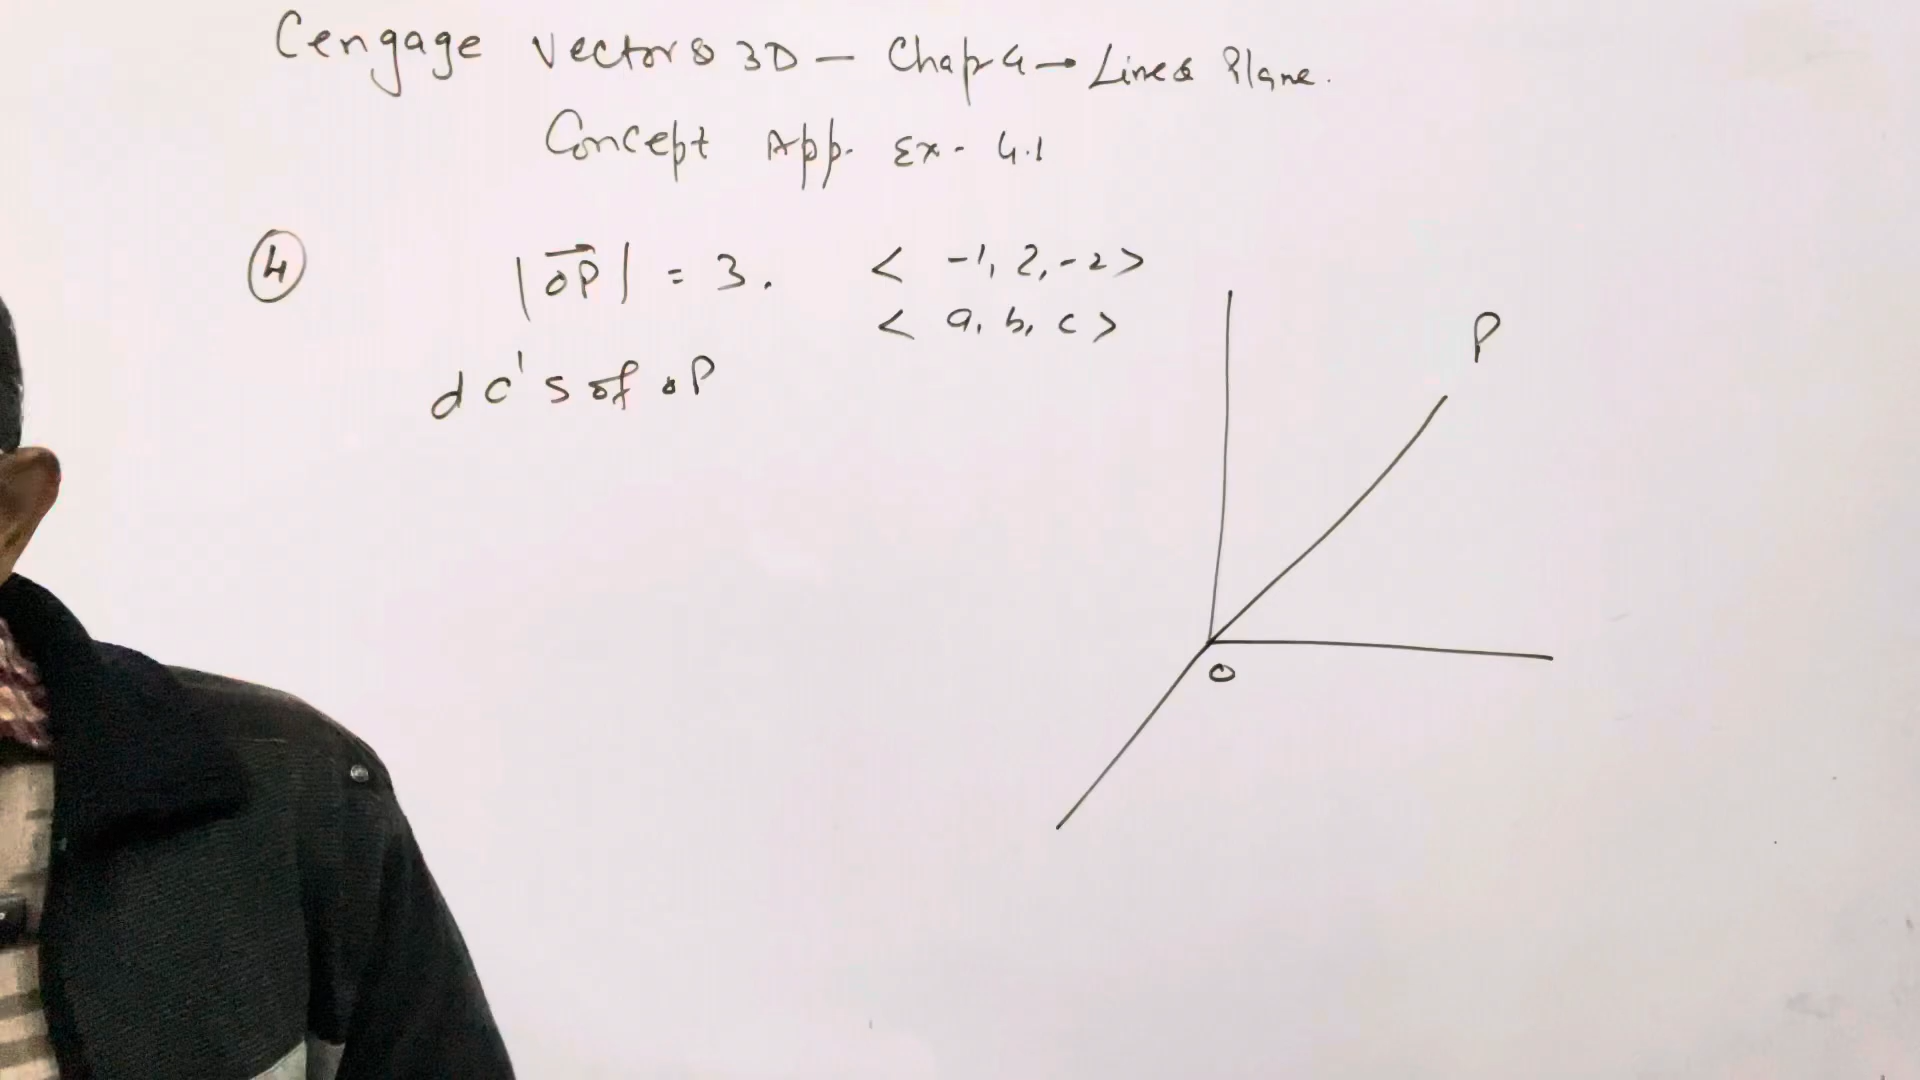 Cengage Vector & 3D — Chap 4 → Line & Plane.
Concept App. Ex - 4.1
4
|OP| = 3. < -1, 2, -2 >
< a, b, c >
dc's of OP
P
O